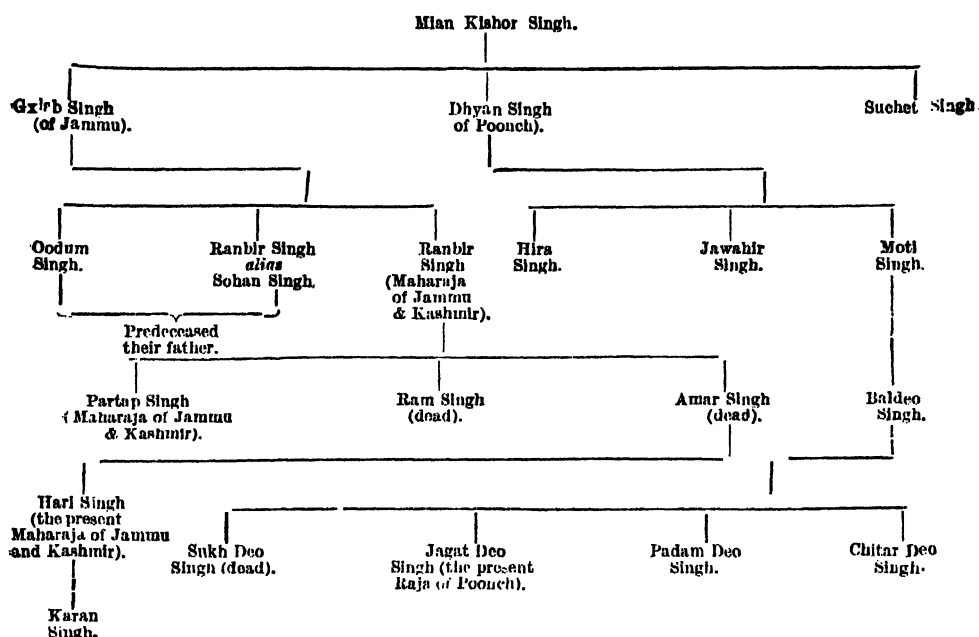 Mian Kishor Singh.
Singh
(of Jammu).
Dhyan Singh
of Poonch).
Suchet Singh.
Oodum
Singh.
Ranbir Singh
alias
Sohan Singh.
Ranbir
Singh
(Maharaja
of Jammu
& Kashmir).
Hira
Singh.
Jawahir
Singh.
Moti
Singh.
Predeceased
their father.
Partap Singh
(Maharaja of Jammu
& Kashmir).
Ram Singh
(dead).
Amar Singh
(dead).
Baldeo
Singh.
Hari Singh
(the present
Maharaja of Jammu
and Kashmir).
Sukh Deo
Singh (dead).
Jagat Deo
Singh (the present
Raja of Poonch).
Padam Deo
Singh.
Chitar Deo
Singh.
Karan
Singh.